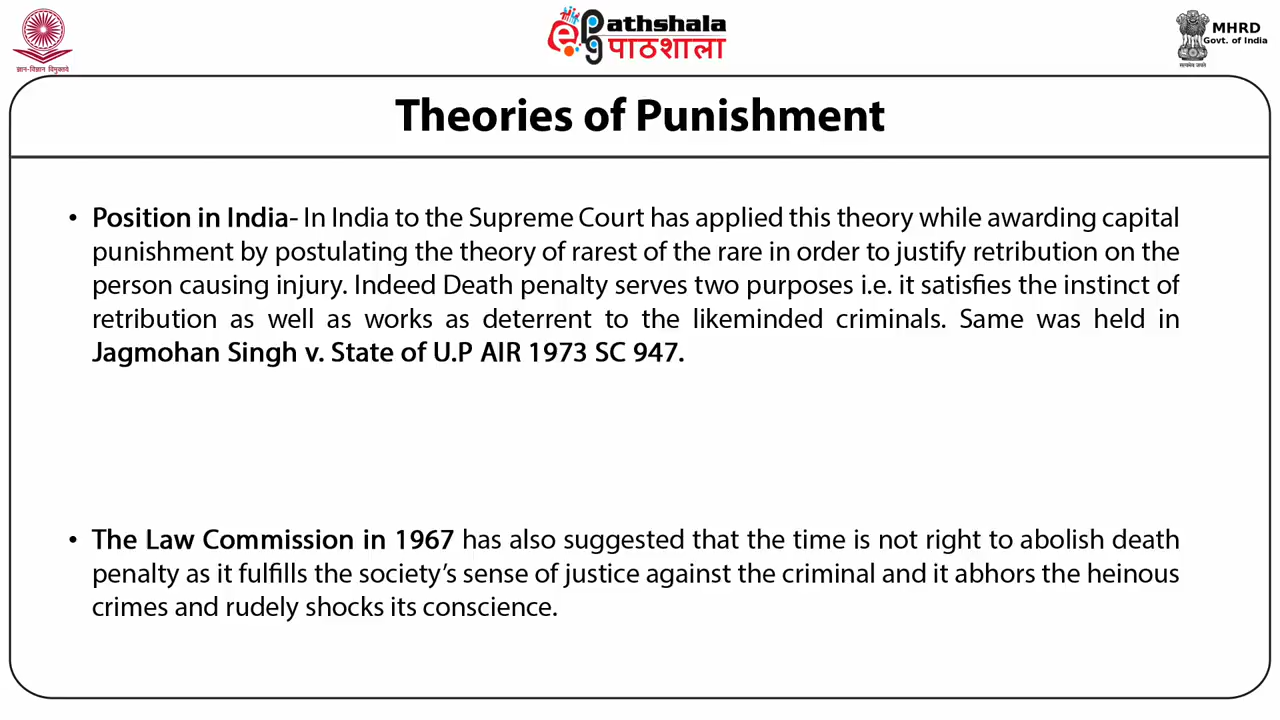 ज्ञान-विज्ञान विमुक्तये
ePG athshala
पाठशाला
MHRD
Govt. of India
सत्यमेव जयते
Theories of Punishment
• Position in India- In India to the Supreme Court has applied this theory while awarding capital
punishment by postulating the theory of rarest of the rare in order to justify retribution on the
person causing injury. Indeed Death penalty serves two purposes i.e. it satisfies the instinct of
retribution as well as works as deterrent to the likeminded criminals. Same was held in
Jagmohan Singh v. State of U.P AIR 1973 SC 947.
• The Law Commission in 1967 has also suggested that the time is not right to abolish death
penalty as it fulfills the society’s sense of justice against the criminal and it abhors the heinous
crimes and rudely shocks its conscience.